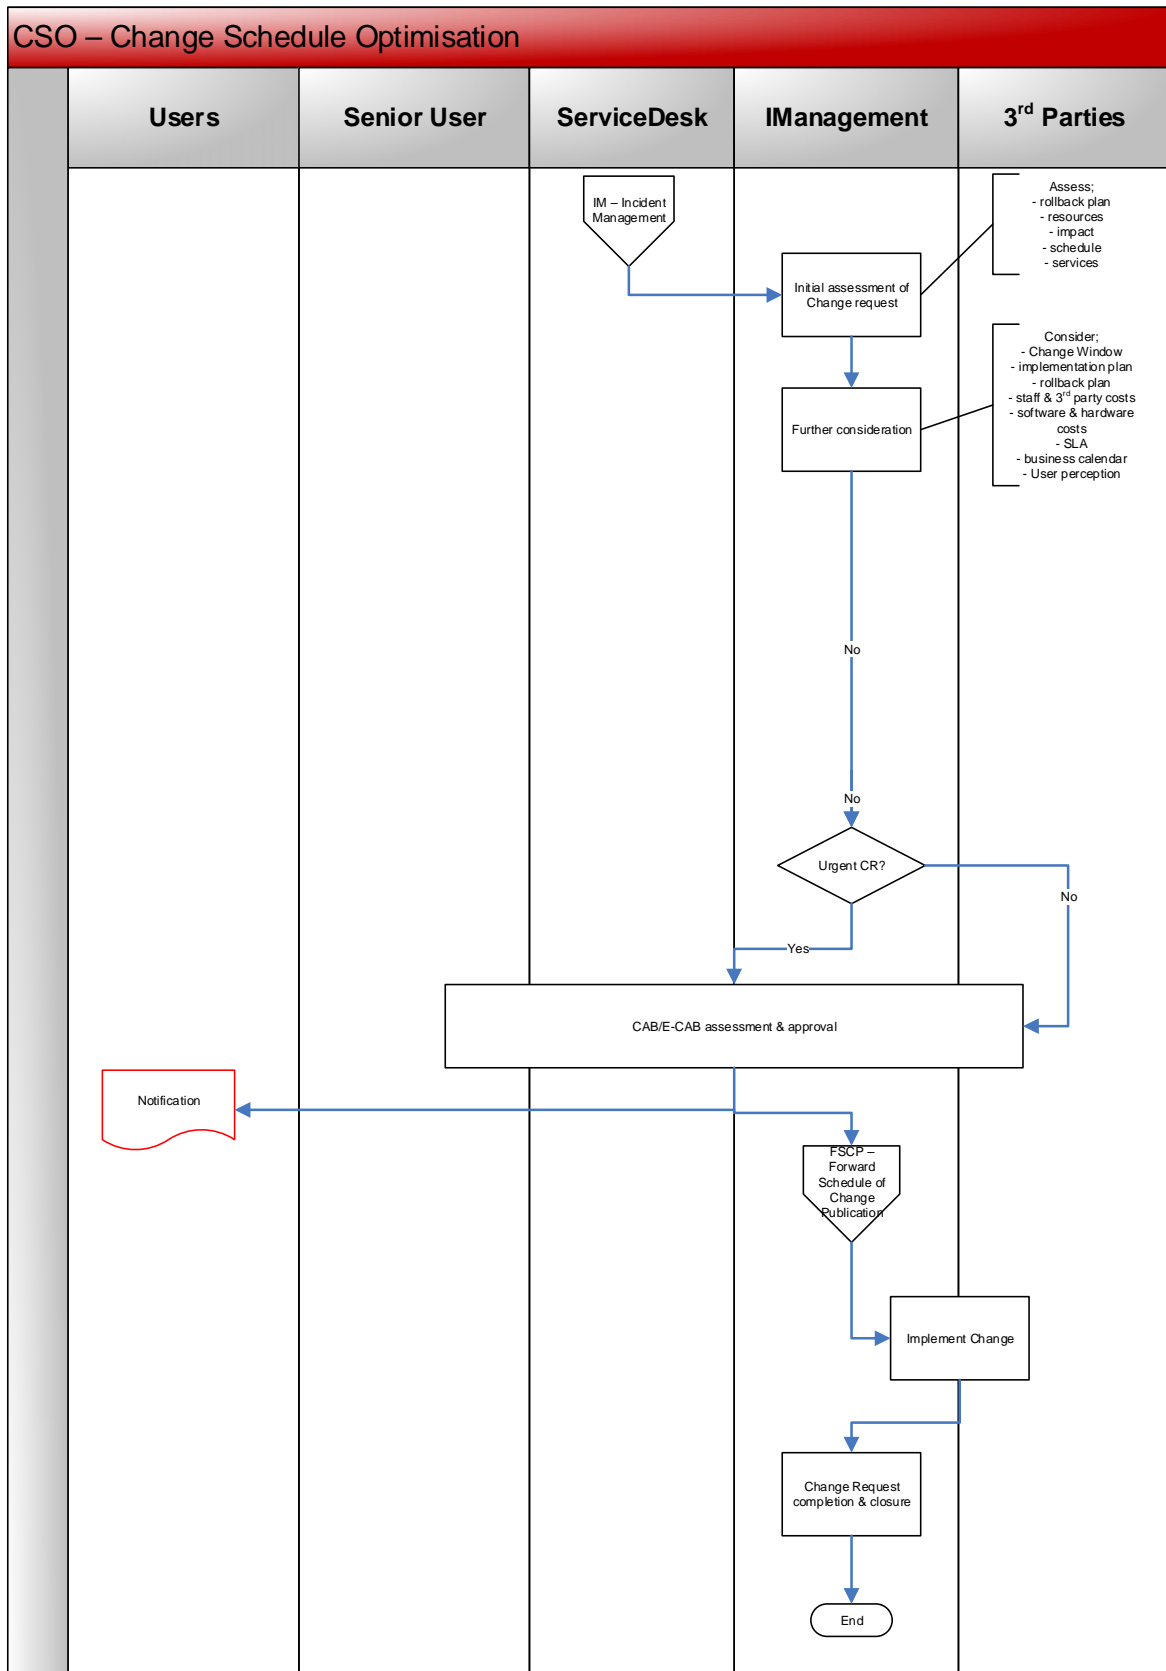 CSO – Change Schedule Optimisation
Users
Senior User
ServiceDesk
IManagement
3rd Parties
IM – Incident
Management
Assess;
- rollback plan
- resources
- impact
- schedule
- services
Initial assessment of
Change request
Consider;
- Change Window
- implementation plan
- rollback plan
- staff & 3rd party costs
- software & hardware
costs
- SLA
- business calendar
- User perception
Further consideration
No
No
Urgent CR?
No
Yes
CAB/E-CAB assessment & approval
Notification
FSCP –
Forward
Schedule of
Change
Publication
Implement Change
Change Request
completion & closure
End